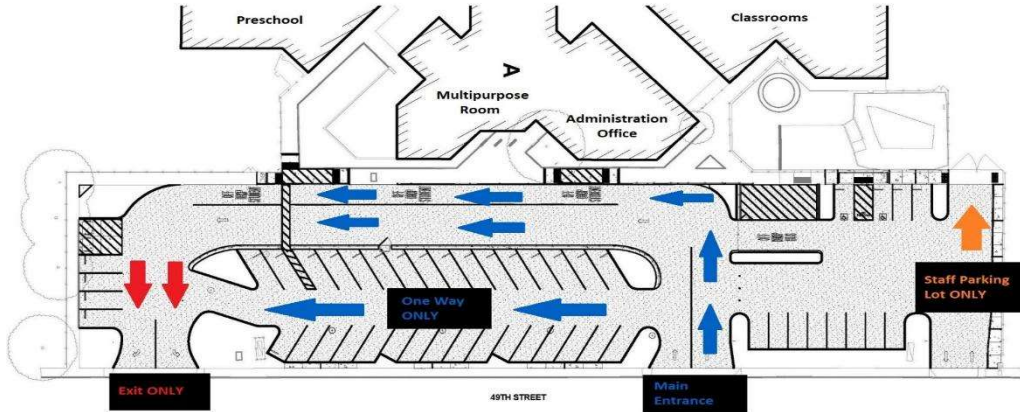 Preschool
Classrooms
A
Multipurpose
Room
Administration
Office
One Way
ONLY
Staff Parking
Lot ONLY
Exit ONLY
49TH STREET
Main
Entrance